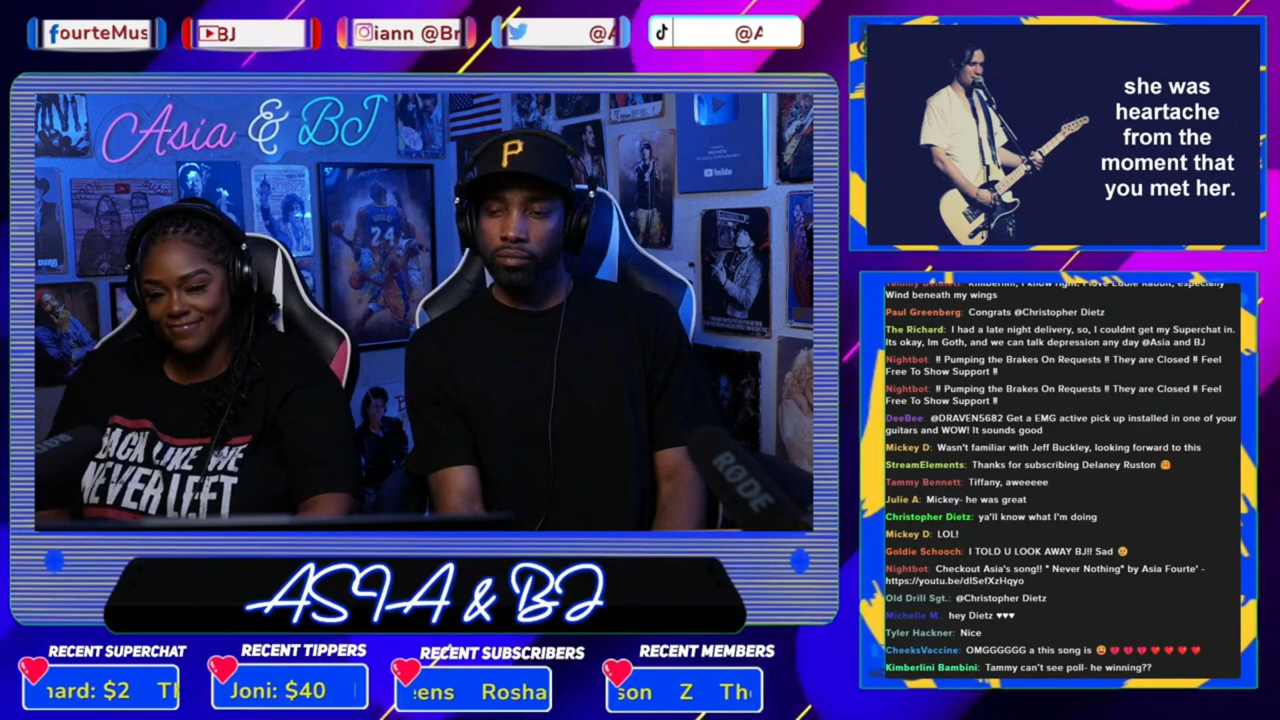 fourteMus
BJ
iann @Br
@A
@A
Asia & BJ
P
24
YouTube
BACK LIKE WE
NEVER LEFT
RODE
ASIA & BJ
she was
heartache
from the
moment that
you met her.
Wind beneath my wings
Paul Greenberg: Congrats @Christopher Dietz
The Richard: I had a late night delivery, so, I couldnt get my Superchat in.
Its okay, Im Goth, and we can talk depression any day @Asia and BJ
Nightbot: ‼ Pumping the Brakes On Requests ‼ They are Closed ‼ Feel
Free To Show Support ‼
Nightbot: ‼ Pumping the Brakes On Requests ‼ They are Closed ‼ Feel
Free To Show Support ‼
DeeBee: @DRAVEN5682 Get a EMG active pick up installed in one of your
guitars and WOW! It sounds good
Mickey D: Wasn't familiar with Jeff Buckley, looking forward to this
StreamElements: Thanks for subscribing Delaney Ruston
Tammy Bennett: Tiffany, aweeeee
Julie A: Mickey- he was great
Christopher Dietz: ya'll know what I'm doing
Mickey D: LOL!
Goldie Schooch: I TOLD U LOOK AWAY BJ!! Sad 😢
Nightbot: Checkout Asia's song!! " Never Nothing" by Asia Fourte' -
https://youtu.be/dlSefXzHqyo
Old Drill Sgt.: @Christopher Dietz
Michelle M.: hey Dietz ♥♥♥
Tyler Hackner: Nice
CheeksVaccine: OMGGGGGG a this song is
Kimberlini Bambini: Tammy can't see poll- he winning??
RECENT SUPERCHAT
RECENT TIPPERS
RECENT SUBSCRIBERS
RECENT MEMBERS
hard: $2
Joni: $40
eens Rosha
son Z Th